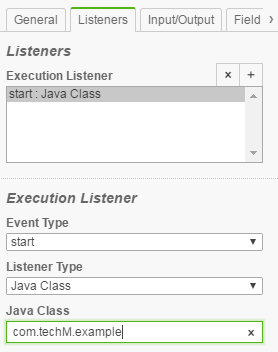 General Listeners Input/Output Field ›
Listeners
Execution Listener × +
start : Java Class
Execution Listener
Event Type
start
Listener Type
Java Class
Java Class
com.techM.example ×